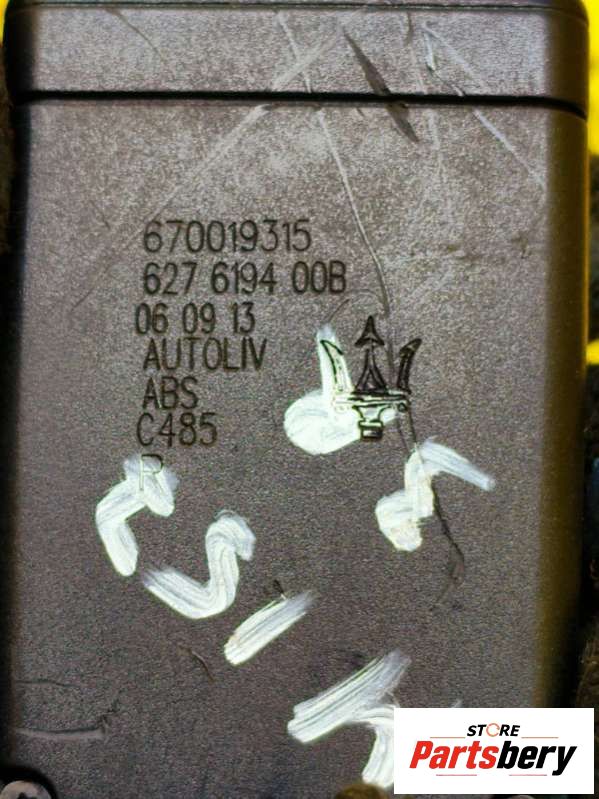 670019315
627 6194 00B
06 09 13
AUTOLIV
ABS
C485
R
STORE
Partsbery